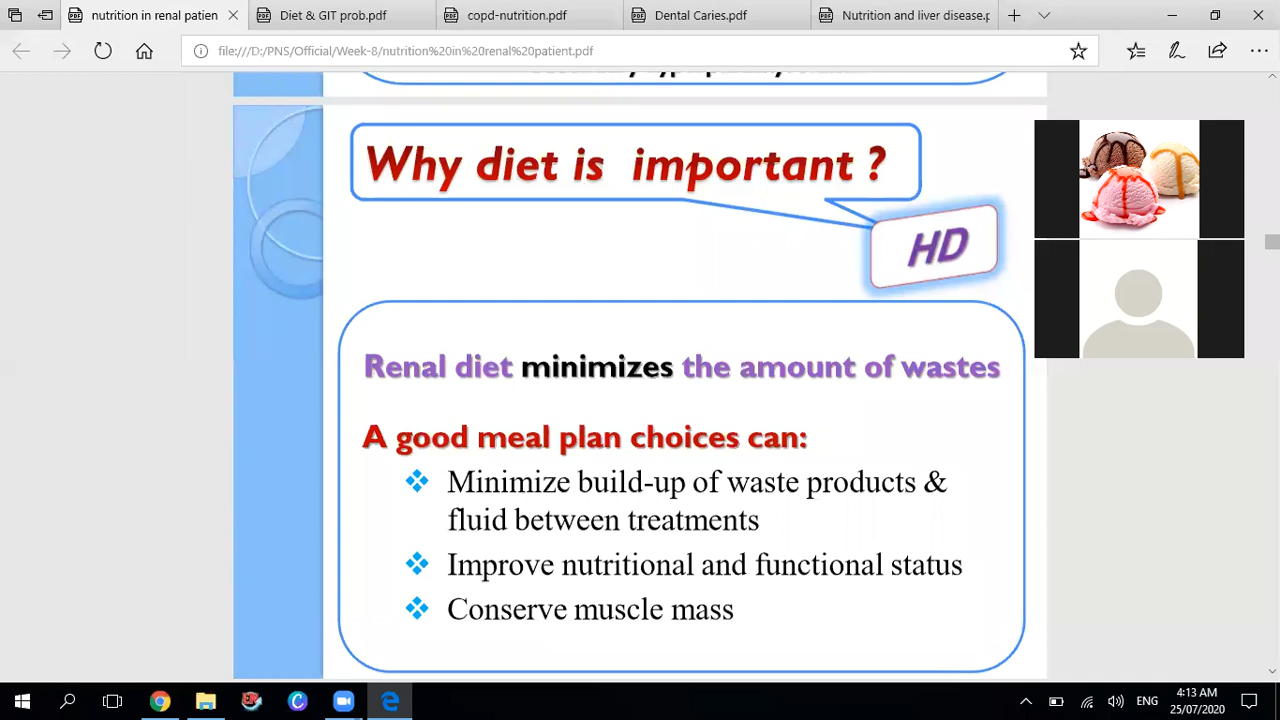 nutrition in renal patien
Diet & GIT prob.pdf
copd-nutrition.pdf
Dental Caries.pdf
Nutrition and liver disease.p
file:///D:/PNS/Official/Week-8/nutrition%20in%20renal%20patient.pdf
Why diet is important ?
HD
Renal diet minimizes the amount of wastes
A good meal plan choices can:
Minimize build-up of waste products &
fluid between treatments
Improve nutritional and functional status
Conserve muscle mass
ENG
4:13 AM
25/07/2020